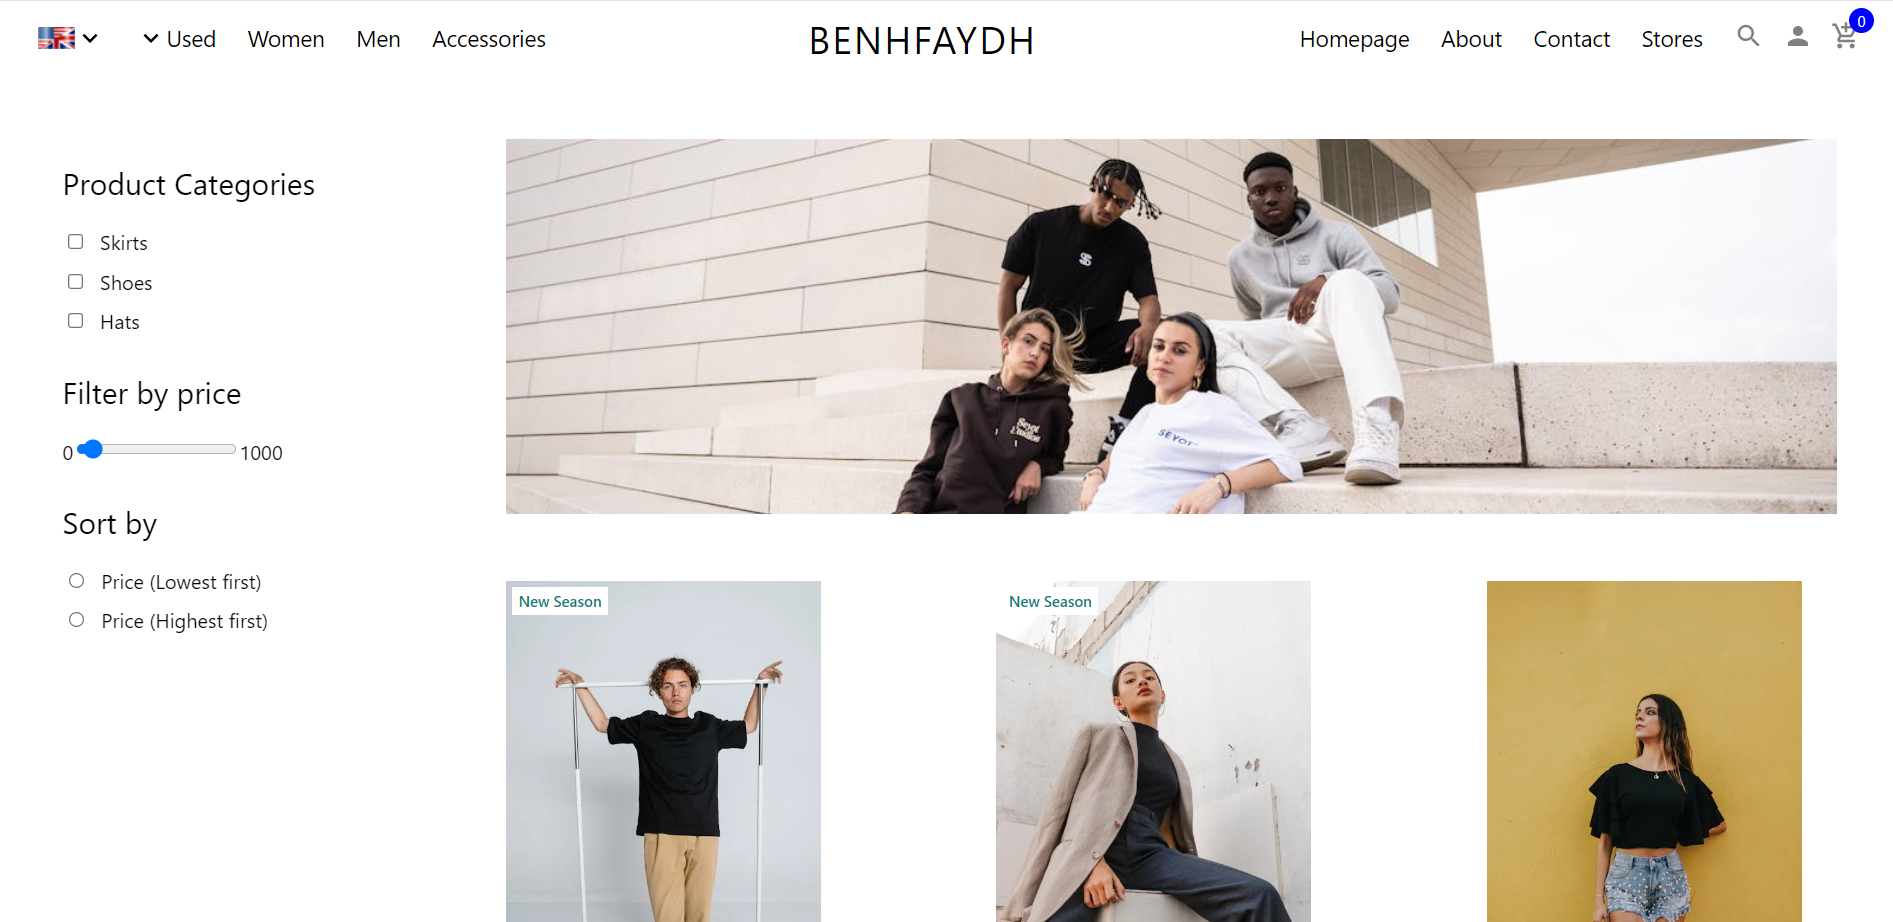 Used Women Men Accessories BENHFAYDH Homepage About Contact Stores 0
Product Categories
Skirts
Shoes
Hats
Filter by price
0 1000
Sort by
Price (Lowest first)
Price (Highest first)
SEYOT
New Season New Season